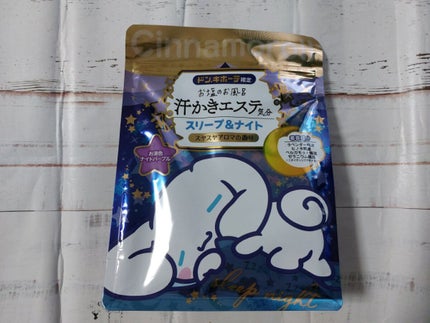 Cinnamor
ドン.キホーテ限定
お塩のお風呂
汗かきエステ気分
スリープ&ナイト
スヤスヤアロマの香り
お湯色
ナイトパープル
Sleep night